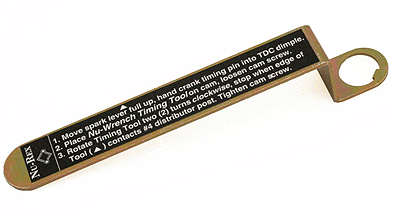 Nu-Rex
1. Move spark lever full up, hand crank timing pin into TDC dimple.
2. Place Nu-Wrench Timing Tool on cam, loosen cam screw.
3. Rotate Timing Tool two (2) turns clockwise, stop when edge of
Tool (▲) contacts #4 distributor post. Tighten cam screw.